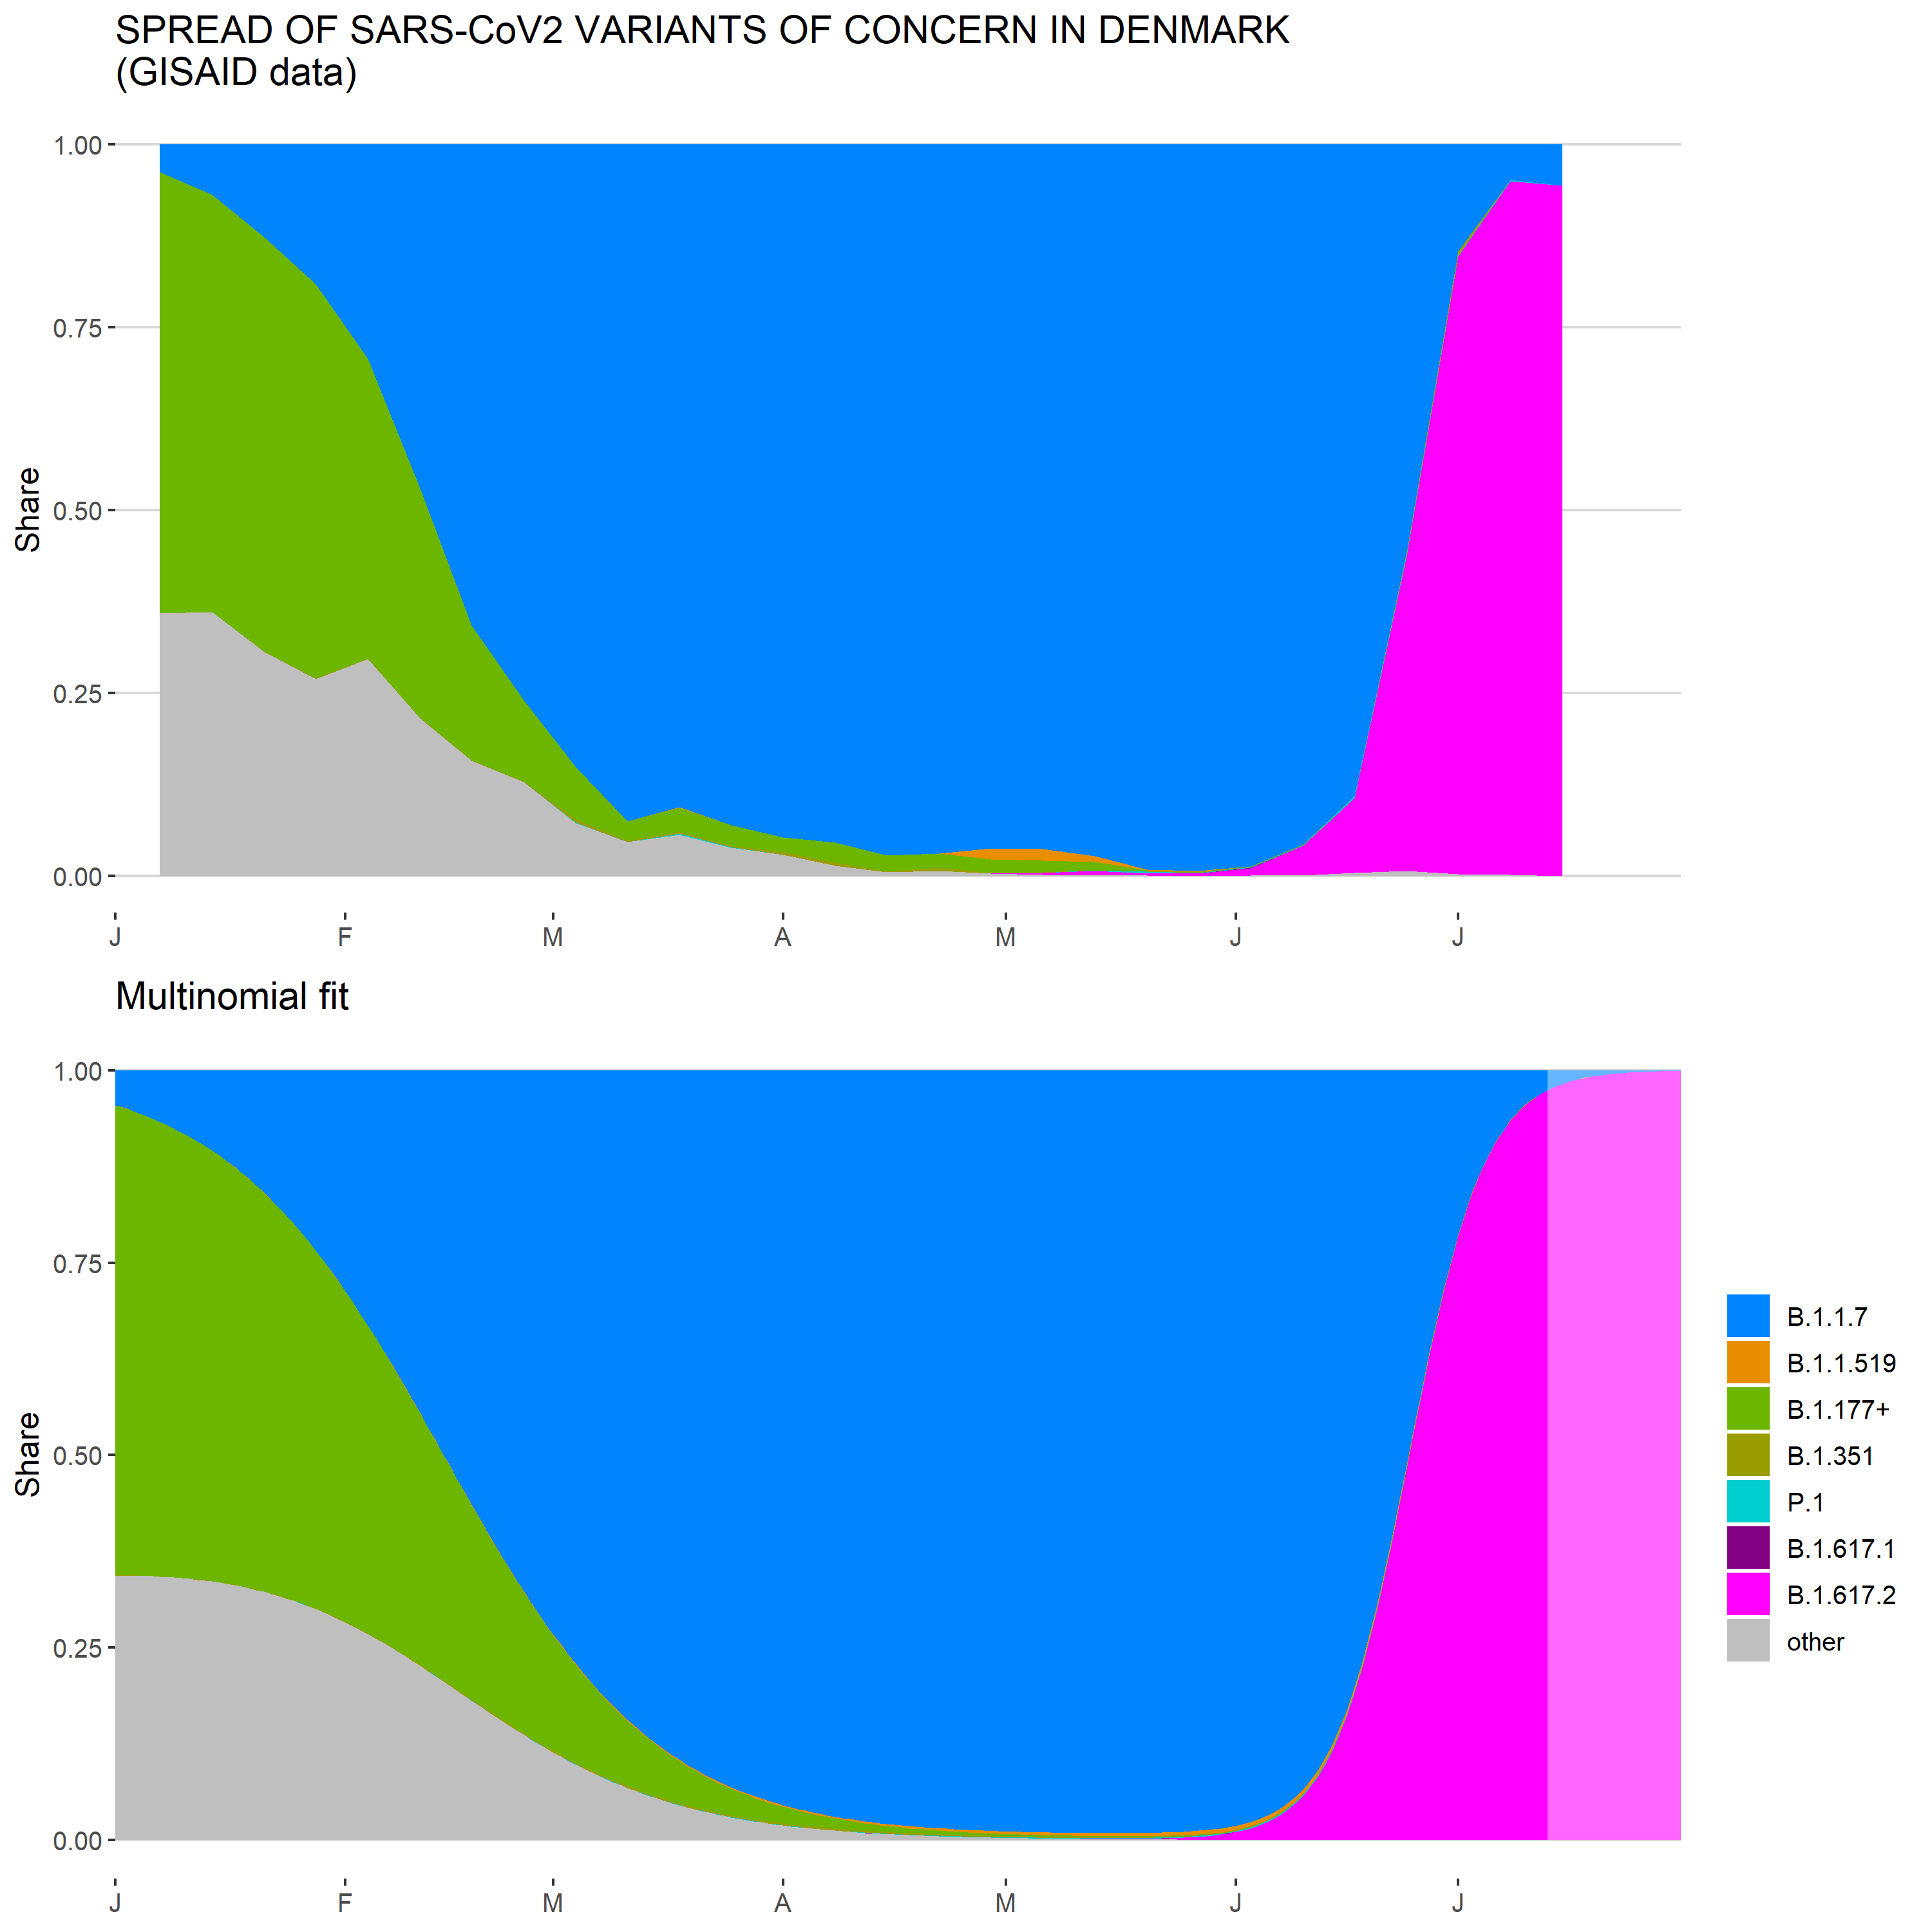 SPREAD OF SARS-CoV2 VARIANTS OF CONCERN IN DENMARK
(GISAID data)
1.00
0.75
0.50
0.25
0.00
Share
J F M A M J J
Multinomial fit
1.00
0.75
0.50
0.25
0.00
Share
J F M A M J J
B.1.1.7
B.1.1.519
B.1.177+
B.1.351
P.1
B.1.617.1
B.1.617.2
other